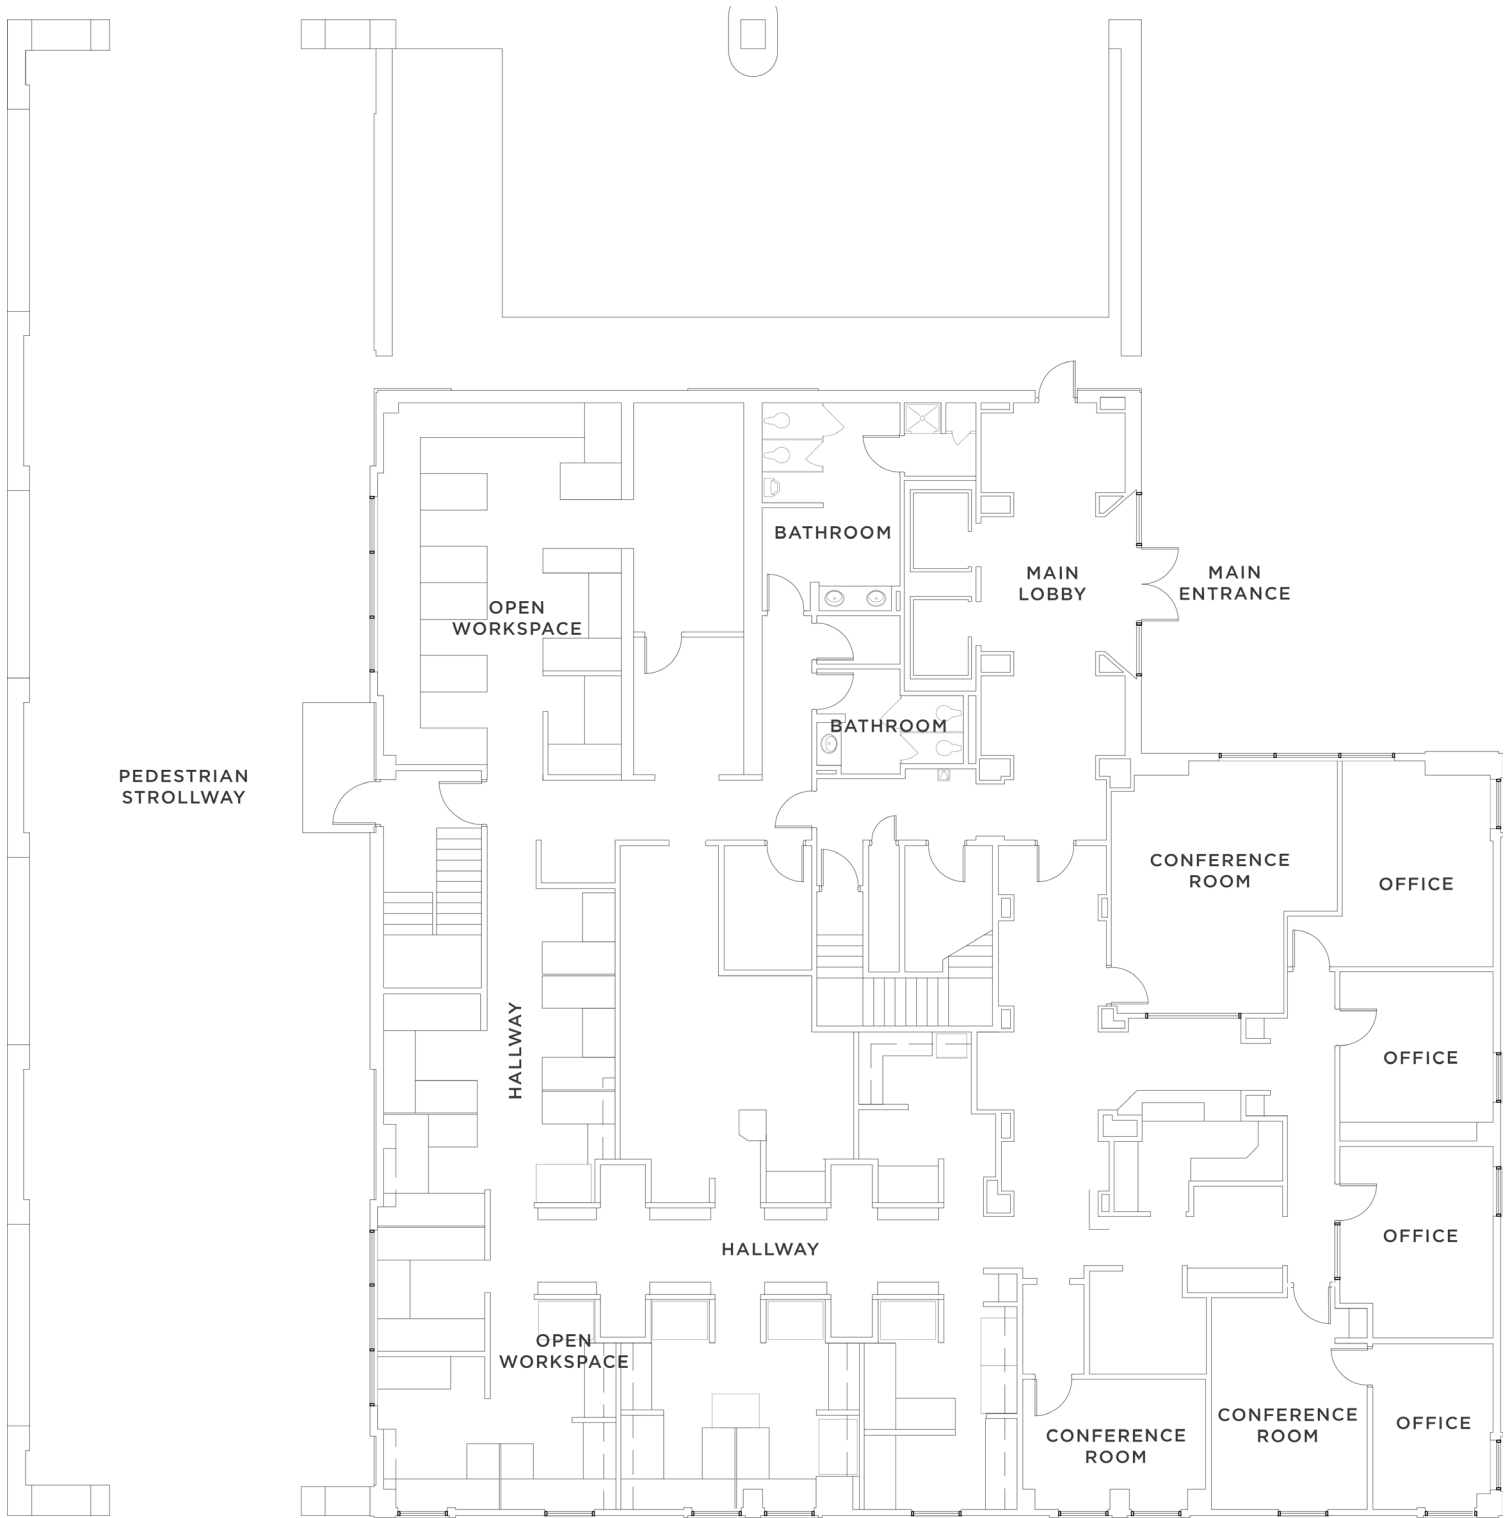 BATHROOM
MAIN
LOBBY
MAIN
ENTRANCE
OPEN
WORKSPACE
BATHROOM
PEDESTRIAN
STROLLWAY
CONFERENCE
ROOM
OFFICE
HALLWAY
OFFICE
HALLWAY
OFFICE
OPEN
WORKSPACE
CONFERENCE
ROOM
CONFERENCE
ROOM
OFFICE